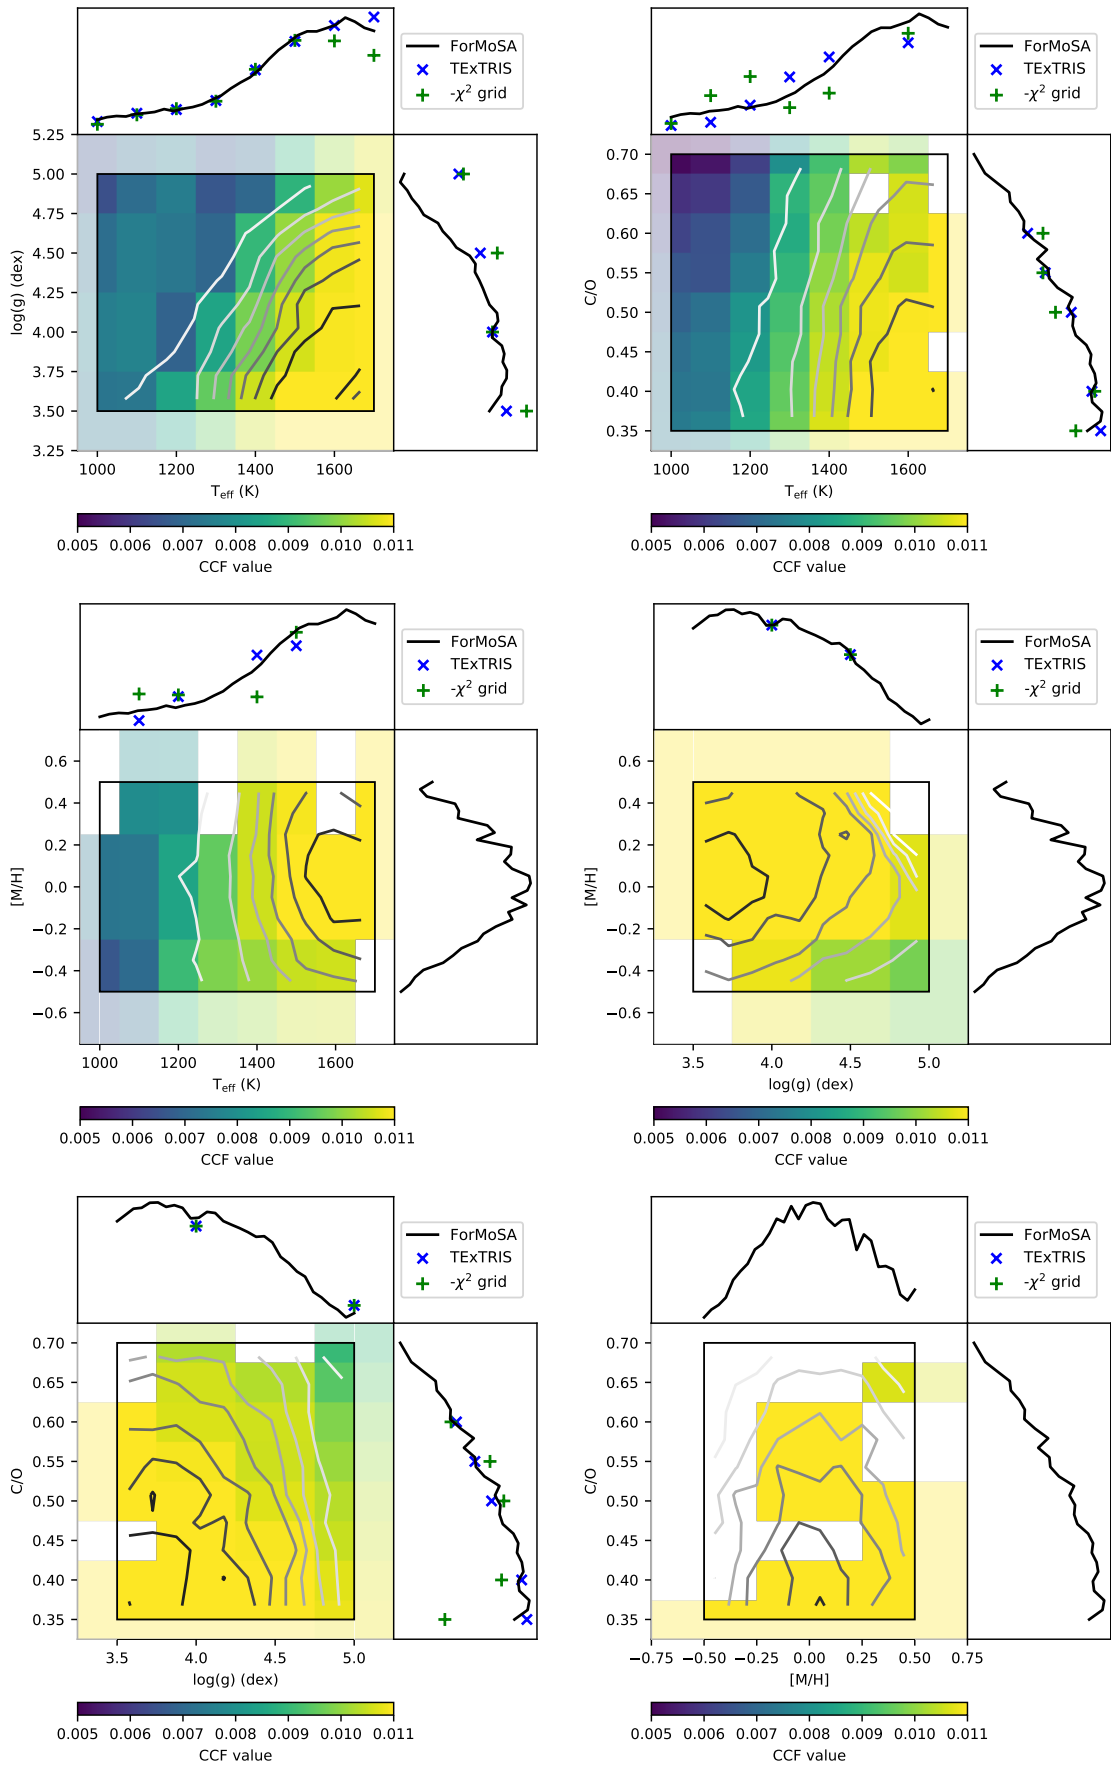 ForMoSA
TExTRIS
-χ² grid
5.25
5.00
4.75
4.50
4.25
4.00
3.75
3.50
3.25
log(g) (dex)
1000 1200 1400 1600
T_eff (K)
0.005 0.006 0.007 0.008 0.009 0.010 0.011
CCF value
ForMoSA
TExTRIS
-χ² grid
0.70
0.65
0.60
0.55
0.50
0.45
0.40
0.35
C/O
1000 1200 1400 1600
T_eff (K)
0.005 0.006 0.007 0.008 0.009 0.010 0.011
CCF value
ForMoSA
TExTRIS
-χ² grid
0.6
0.4
0.2
0.0
−0.2
−0.4
−0.6
[M/H]
1000 1200 1400 1600
T_eff (K)
0.005 0.006 0.007 0.008 0.009 0.010 0.011
CCF value
ForMoSA
TExTRIS
-χ² grid
0.6
0.4
0.2
0.0
−0.2
−0.4
−0.6
[M/H]
3.5 4.0 4.5 5.0
log(g) (dex)
0.005 0.006 0.007 0.008 0.009 0.010 0.011
CCF value
ForMoSA
TExTRIS
-χ² grid
0.70
0.65
0.60
0.55
0.50
0.45
0.40
0.35
C/O
3.5 4.0 4.5 5.0
log(g) (dex)
0.005 0.006 0.007 0.008 0.009 0.010 0.011
CCF value
ForMoSA
TExTRIS
-χ² grid
0.70
0.65
0.60
0.55
0.50
0.45
0.40
0.35
C/O
−0.75 −0.50 −0.25 0.00 0.25 0.50 0.75
[M/H]
0.005 0.006 0.007 0.008 0.009 0.010 0.011
CCF value